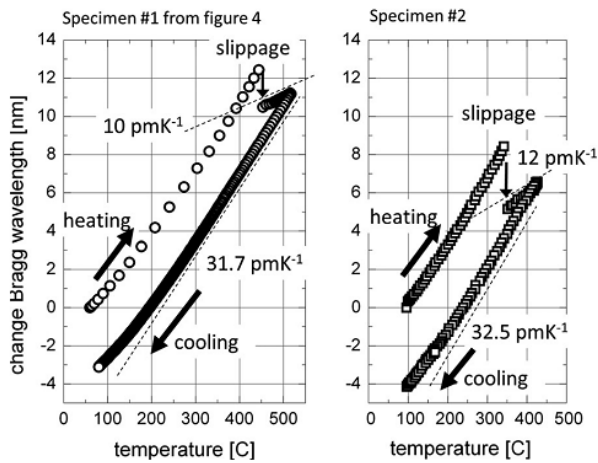 Specimen #1 from figure 4
Specimen #2
change Bragg wavelength [nm]
14
12
10
8
6
4
2
0
-2
-4
slippage
10 pmK-1
heating
31.7 pmK-1
cooling
0 100 200 300 400 500
temperature [C]
14
12
10
8
6
4
2
0
-2
-4
slippage
12 pmK-1
heating
32.5 pmK-1
cooling
0 100 200 300 400 500
temperature [C]